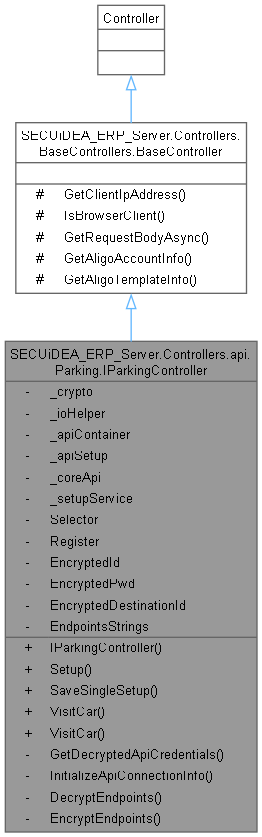 Controller
SECUiDEA_ERP_Server.Controllers.
BaseControllers.BaseController
# GetClientIpAddress()
# IsBrowserClient()
# GetRequestBodyAsync()
# GetAligoAccountInfo()
# GetAligoTemplateInfo()
SECUiDEA_ERP_Server.Controllers.api.
Parking.IParkingController
- _crypto
- _ioHelper
- _apiContainer
- _apiSetup
- _coreApi
- _setupService
- Selector
- Register
- EncryptedId
- EncryptedPwd
- EncryptedDestinationId
- EndpointsStrings
+ IParkingController()
+ Setup()
+ SaveSingleSetup()
+ VisitCar()
+ VisitCar()
- GetDecryptedApiCredentials()
- InitializeApiConnectionInfo()
- DecryptEndpoints()
- EncryptEndpoints()